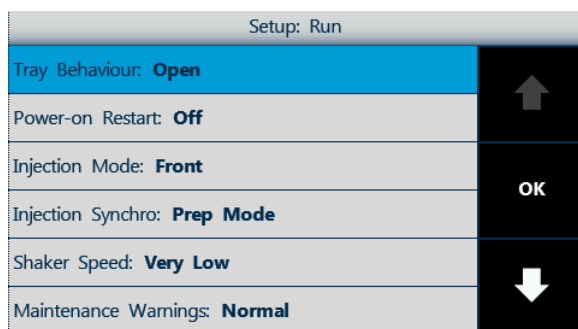 Setup: Run
Tray Behaviour: Open
Power-on Restart: Off
Injection Mode: Front
OK
Injection Synchro: Prep Mode
Shaker Speed: Very Low
Maintenance Warnings: Normal